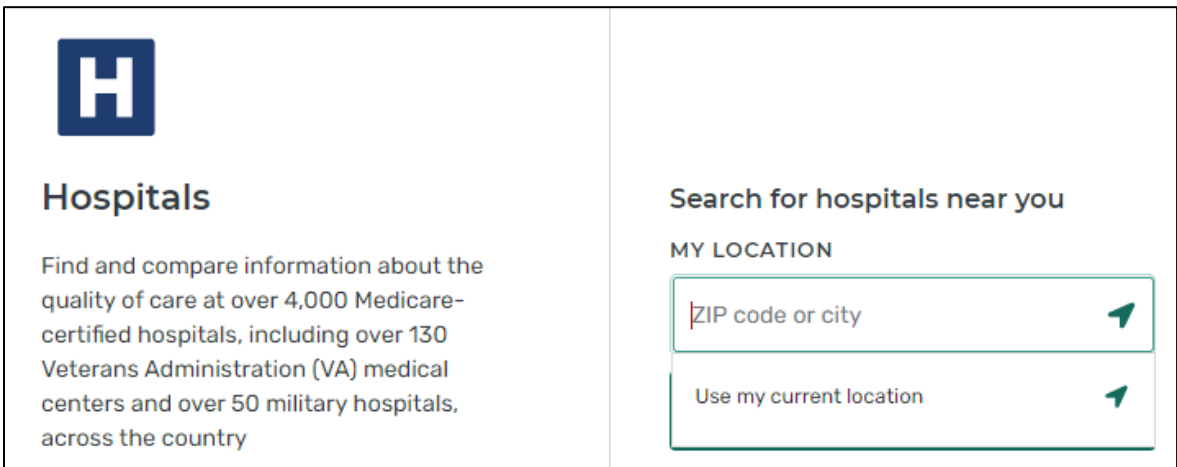 H
Hospitals
Find and compare information about the
quality of care at over 4,000 Medicare-
certified hospitals, including over 130
Veterans Administration (VA) medical
centers and over 50 military hospitals,
across the country
Search for hospitals near you
MY LOCATION
ZIP code or city
Use my current location